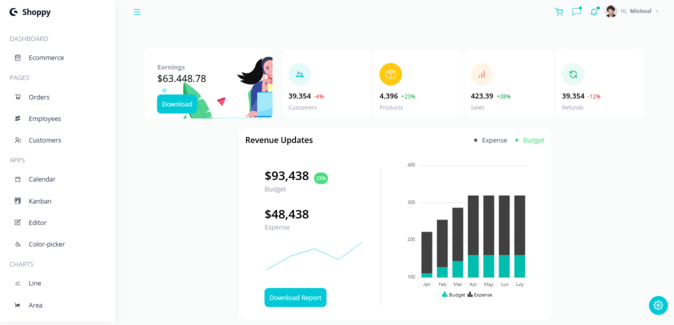 Shoppy
Hi, Micheal
DASHBOARD
Ecommerce
PAGES
Orders
Employees
Customers
APPS
Calendar
Kanban
Editor
Color-picker
CHARTS
Line
Area
Earnings
$63.448.78
Download
39,354 -4%
Customers
4,396 +23%
Products
423,39 +38%
Sales
39,354 -12%
Refunds
Revenue Updates
Expense
Budget
$93,438 23%
Budget
$48,438
Expense
Download Report
400
300
200
100
Jan Feb Mar Apr May Jun July
Budget Expense